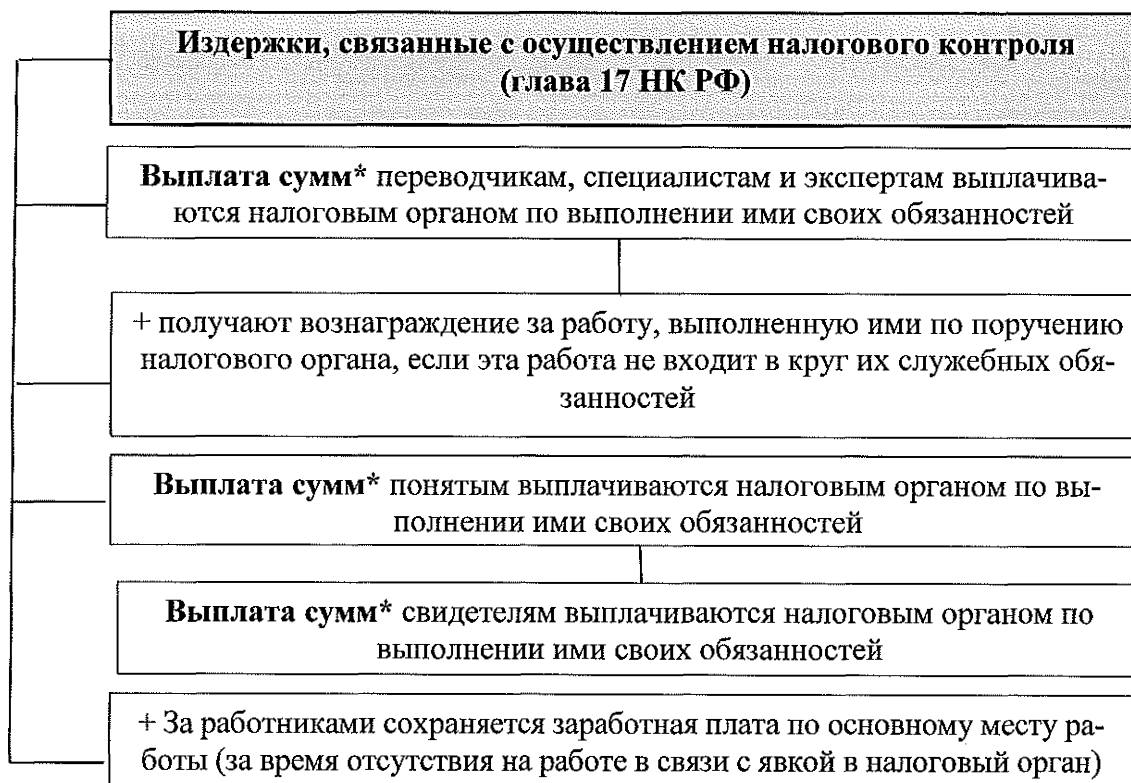 Издержки, связанные с осуществлением налогового контроля
(глава 17 НК РФ)
Выплата сумм* переводчикам, специалистам и экспертам выплачива-
ются налоговым органом по выполнении ими своих обязанностей
+ получают вознаграждение за работу, выполненную ими по поручению
налогового органа, если эта работа не входит в круг их служебных обя-
занностей
Выплата сумм* понятым выплачиваются налоговым органом по вы-
полнении ими своих обязанностей
Выплата сумм* свидетелям выплачиваются налоговым органом по
выполнении ими своих обязанностей
+ За работниками сохраняется заработная плата по основному месту ра-
боты (за время отсутствия на работе в связи с явкой в налоговый орган)